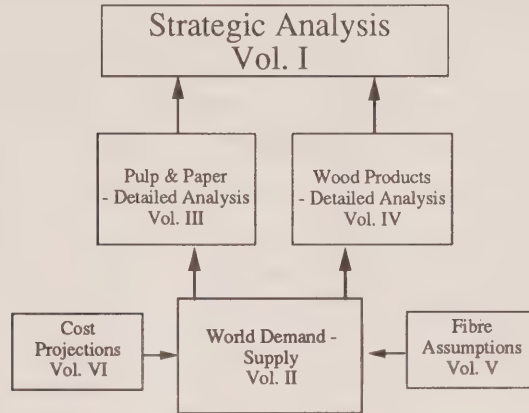 Strategic Analysis
Vol. I
Pulp & Paper
- Detailed Analysis
Vol. III
Wood Products
- Detailed Analysis
Vol. IV
Cost
Projections
Vol. VI
World Demand -
Supply
Vol. II
Fibre
Assumptions
Vol. V